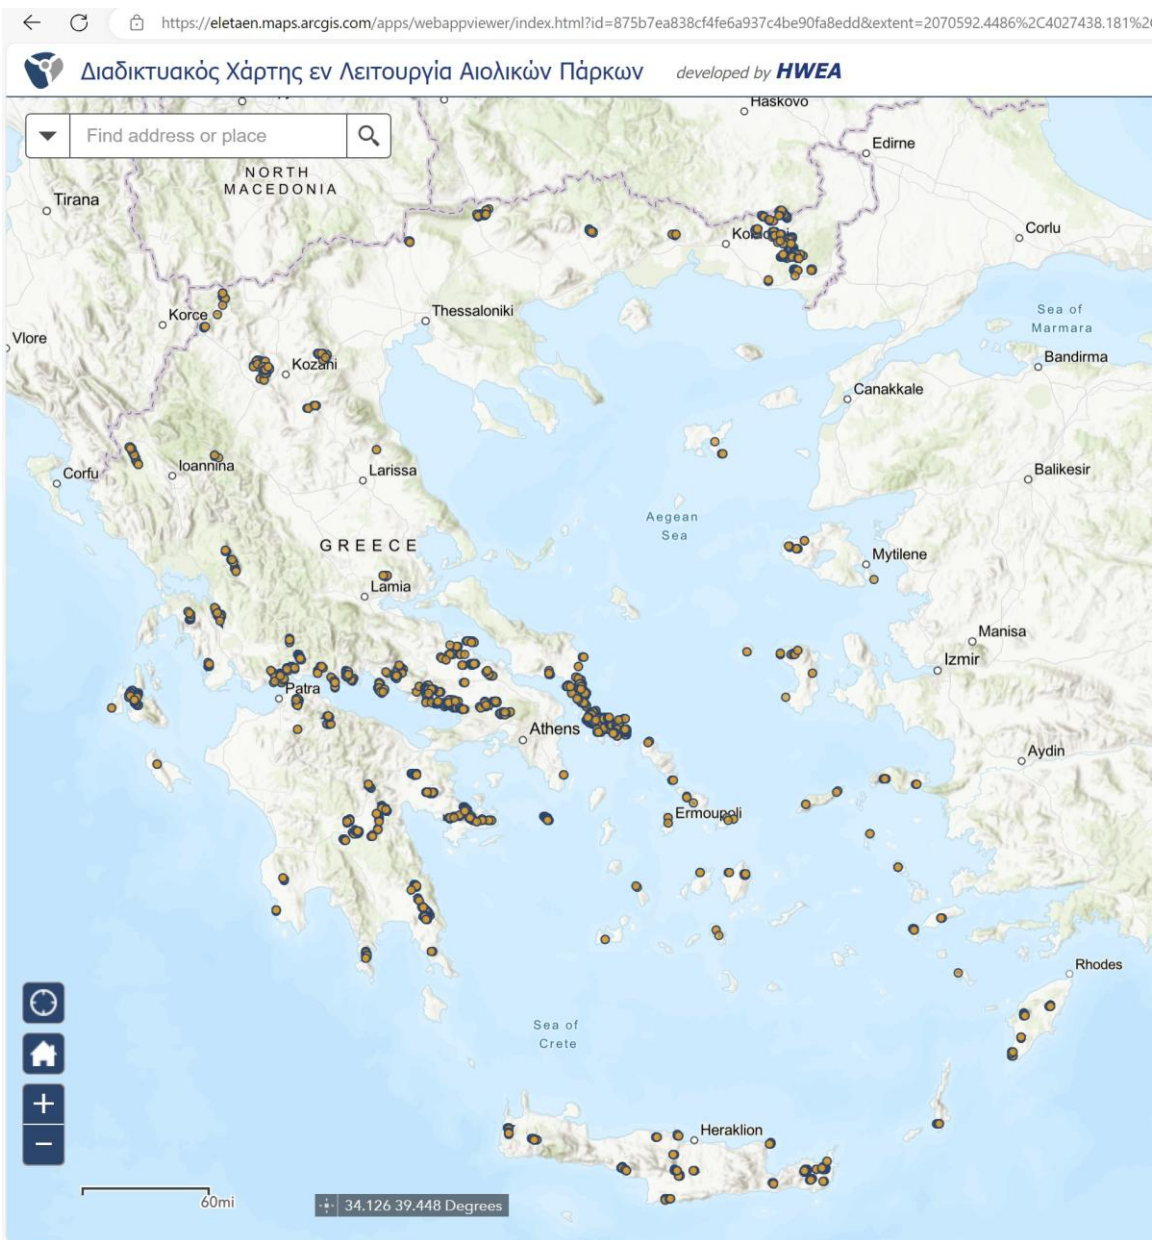 https://eletaen.maps.arcgis.com/apps/webappviewer/index.html?id=875b7ea838cf4fe6a937c4be90fa8edd&extent=2070592.4486%2C4027438.181%2C
Διαδικτυακός Χάρτης εν Λειτουργία Αιολικών Πάρκων developed by HWEA
Haskovo
Find address or place
Edirne
NORTH
MACEDONIA
Tirana
Corlu
Korce
Thessaloniki
Sea of
Marmara
Vlore
Bandirma
Kozani
Canakkale
Ioannina
Larissa
Corfu
Balikesir
Aegean
Sea
GREECE
Mytilene
Lamia
Manisa
Izmir
Patra
Athens
Aydin
Ermoupoli
Rhodes
Sea of
Crete
Heraklion
60mi
34.126 39.448 Degrees